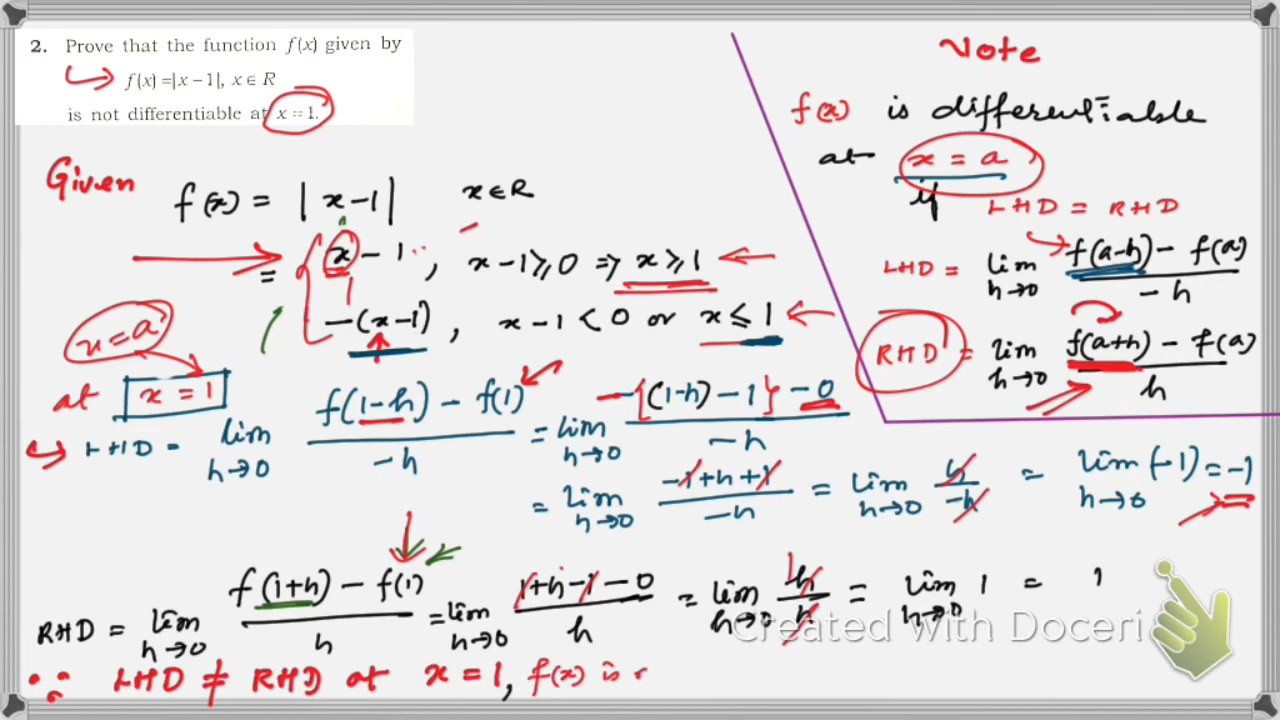 2. Prove that the function f(x) given by
f(x) =|x – 1|, x ∈ R
is not differentiable at x = 1.
Given
f(x) = | x-1 | x ∈ R
= { x - 1 , x-1 ⩾ 0 ⇒ x ⩾ 1
1
-(x-1) , x-1 < 0 or x ≤ 1
x=a
at x = 1
LHD = lim h→0 f(1-h) - f(1) / -h = lim h→0 -{(1-h) - 1} - 0 / -h
= lim h→0 -1+h+1 / -h = lim h→0 h / -h = lim h→0 (-1) = -1
RHD = lim h→0 f(1+h) - f(1) / h = lim h→0 1+h-1-0 / h = lim h→0 h / h = lim h→0 1 = 1
∵ LHD ≠ RHD at x = 1, f(x) is
Note
f(x) is differentiable
at x = a
if LHD = RHD
LHD = lim h→0 f(a-h) - f(a) / -h
RHD = lim h→0 f(a+h) - f(a) / h
Created With Doceri